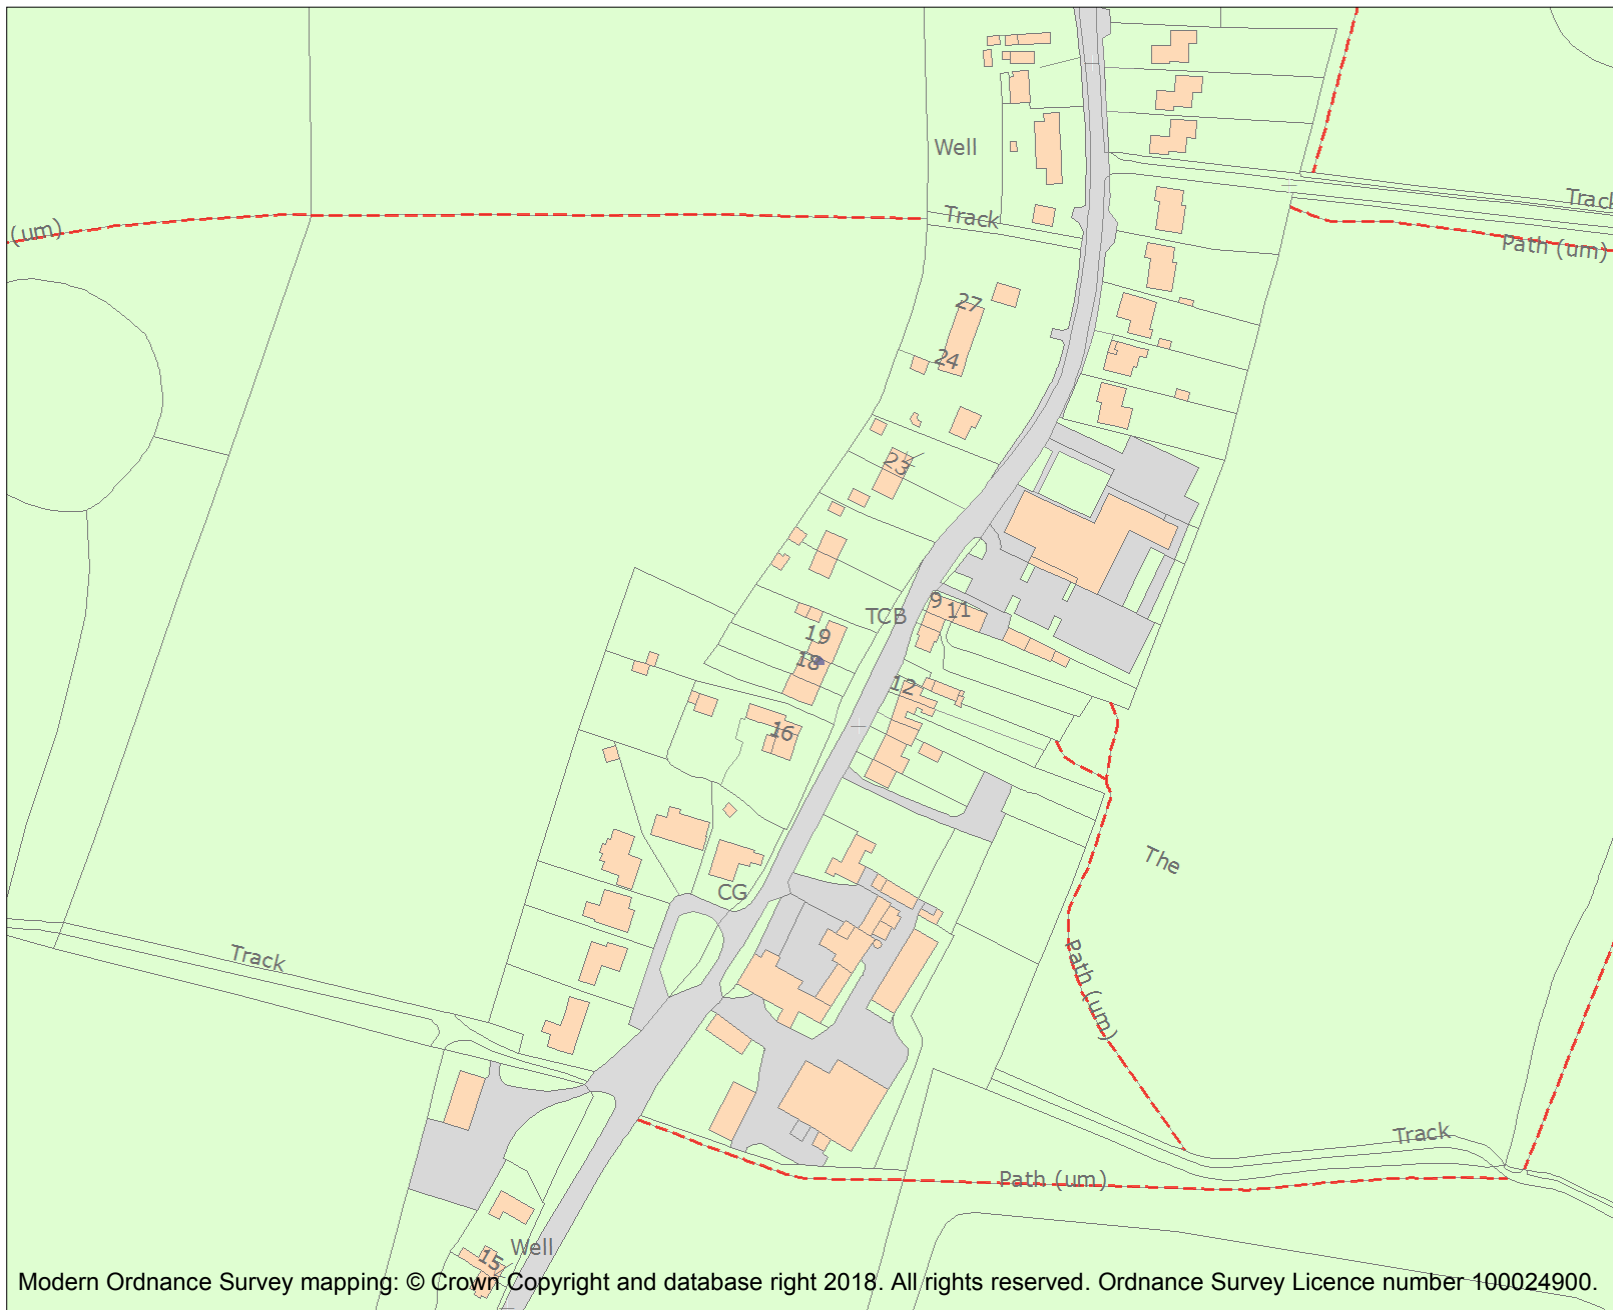 Well
Track
Track
(um)
Path (um)
27
24
23
TCB
9
11
19
18
12
16
The
CG
Track
Path (um)
Track
Path (um)
Well
15
Modern Ordnance Survey mapping: © Crown Copyright and database right 2018. All rights reserved. Ordnance Survey Licence number 100024900.